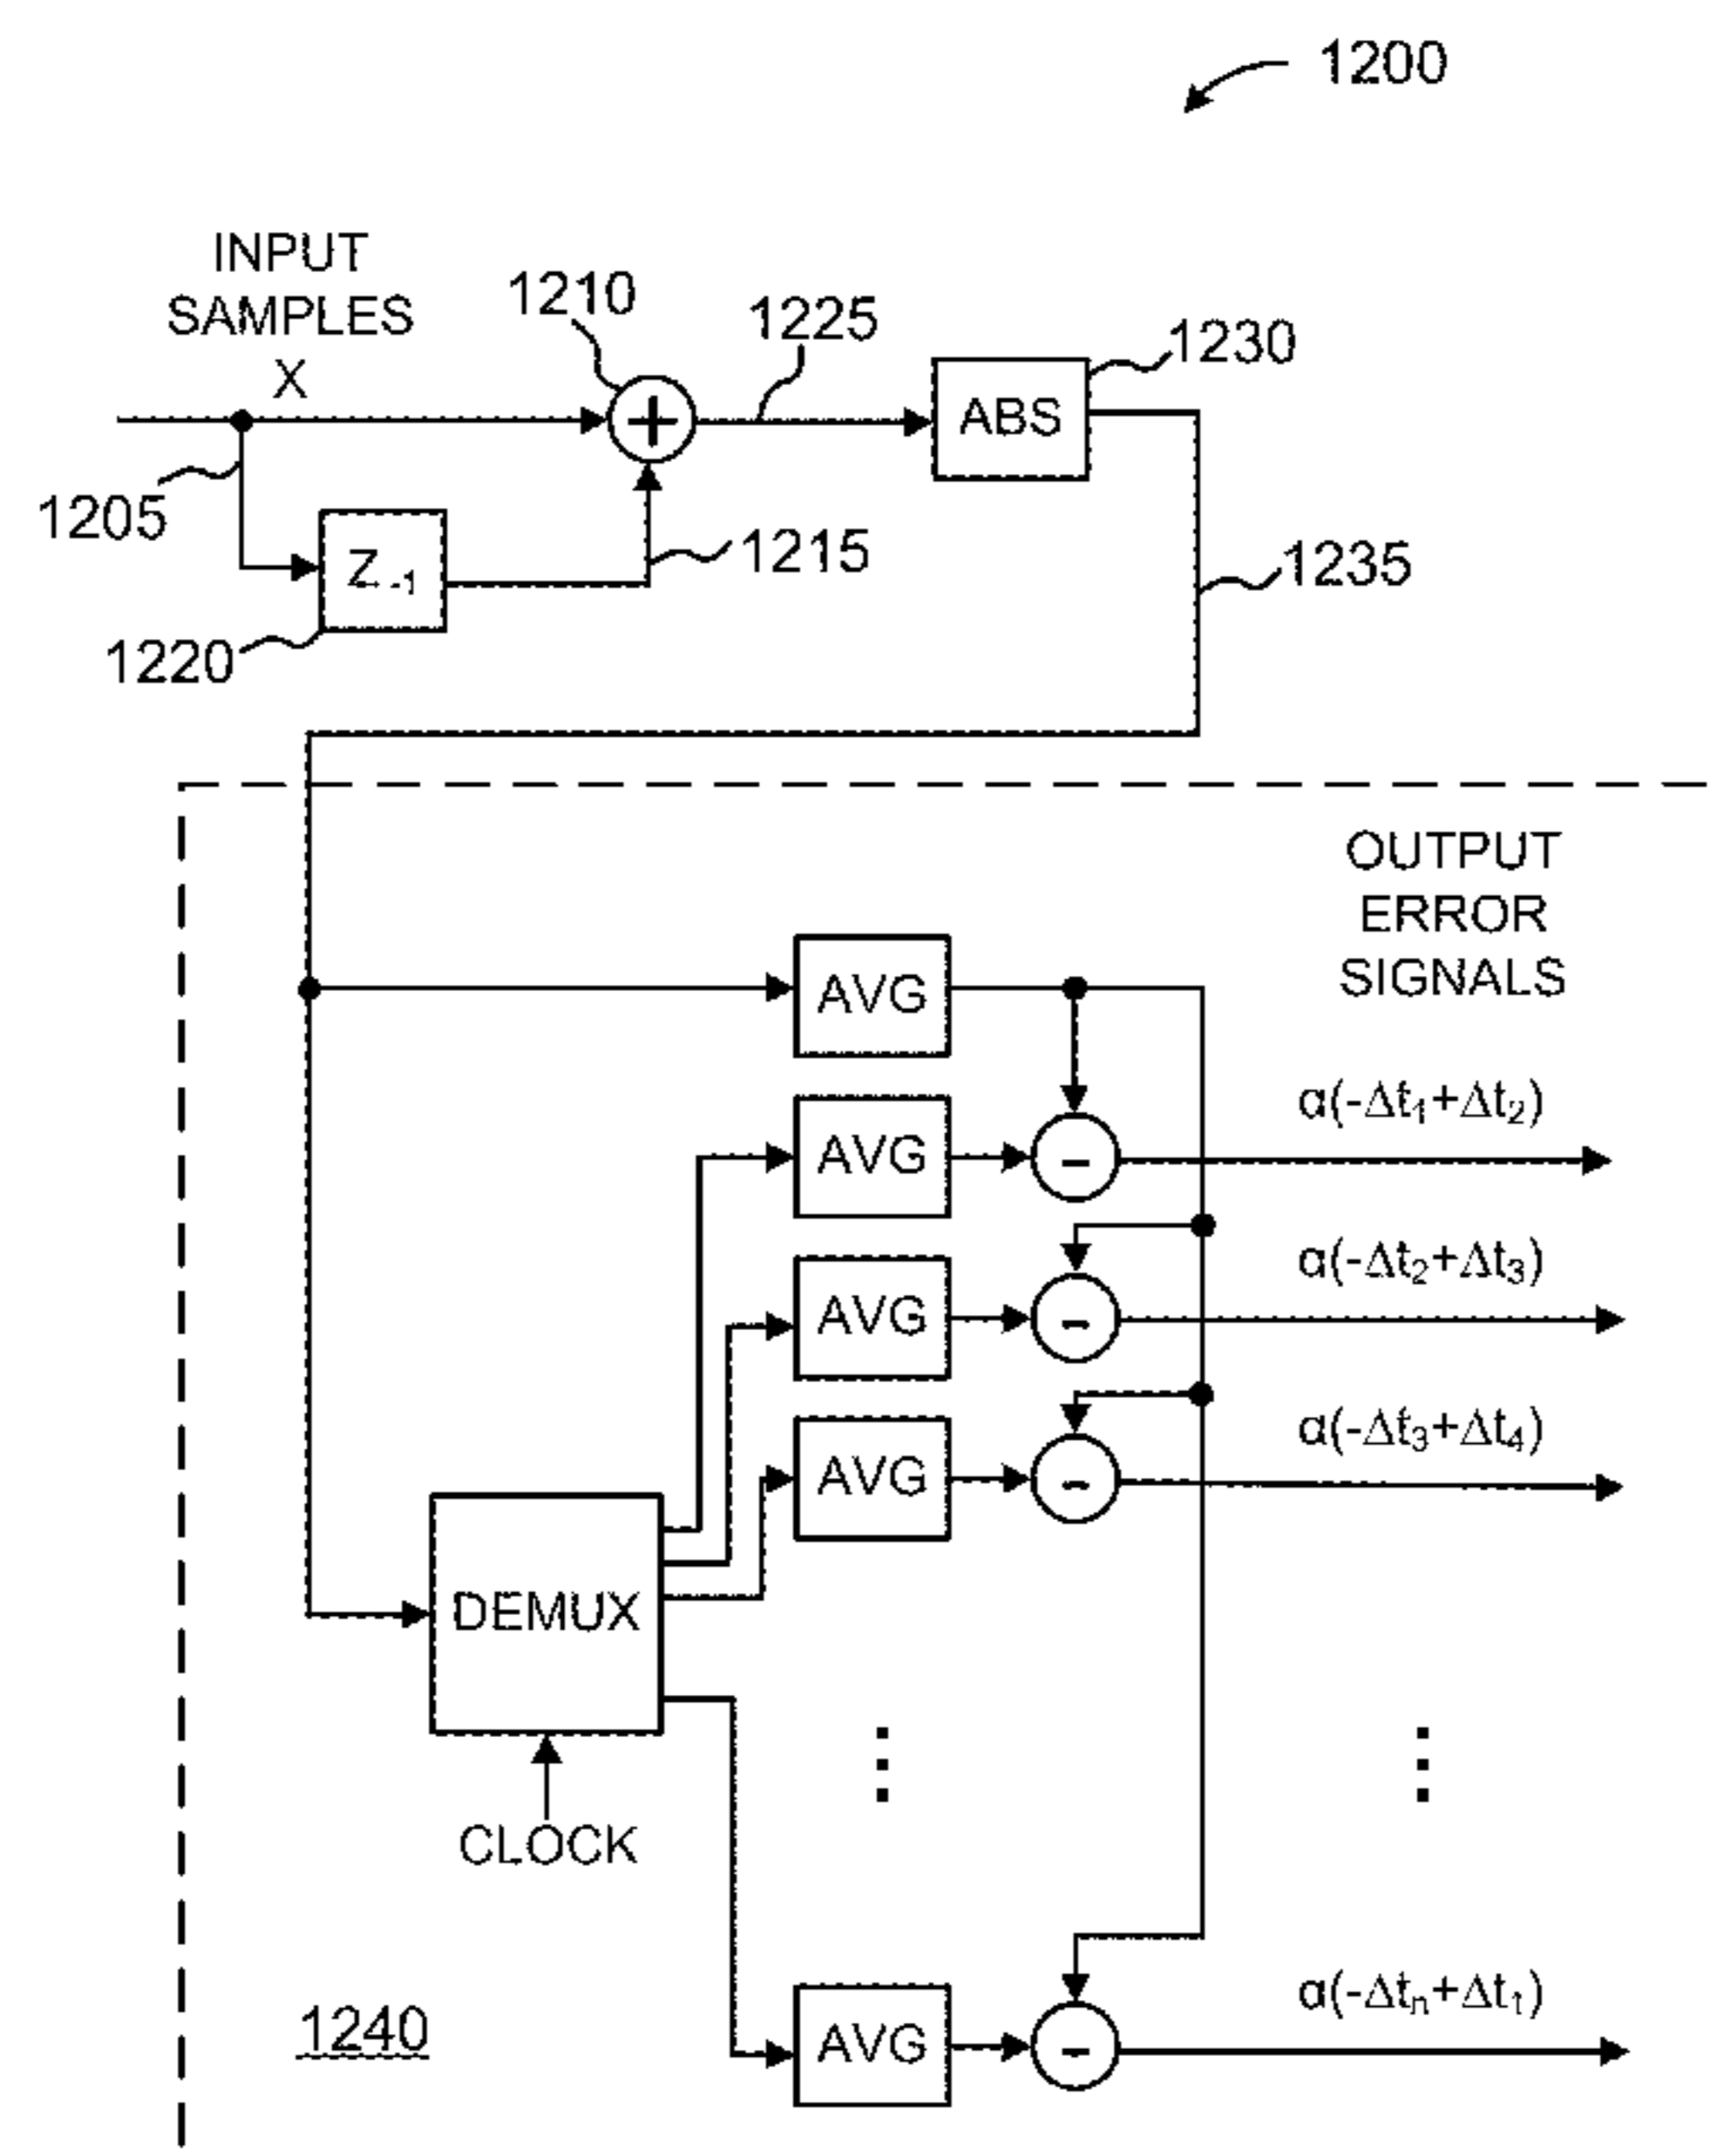 1200
INPUT
SAMPLES
X
1210
1225
1230
+
ABS
1205
Z-1
1215
1235
1220
OUTPUT
ERROR
SIGNALS
AVG
α(-Δt₁+Δt₂)
AVG
-
α(-Δt₂+Δt₃)
AVG
-
α(-Δt₃+Δt₄)
AVG
-
DEMUX
CLOCK
α(-Δtₙ+Δt₁)
AVG
-
1240